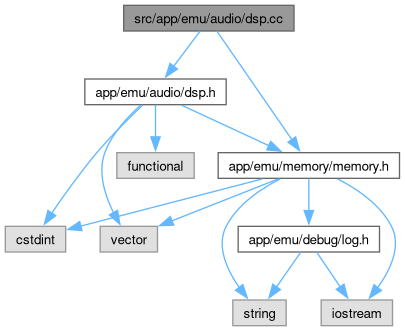 src/app/emu/audio/dsp.cc
app/emu/audio/dsp.h
functional
app/emu/memory/memory.h
cstdint
vector
app/emu/debug/log.h
string
iostream